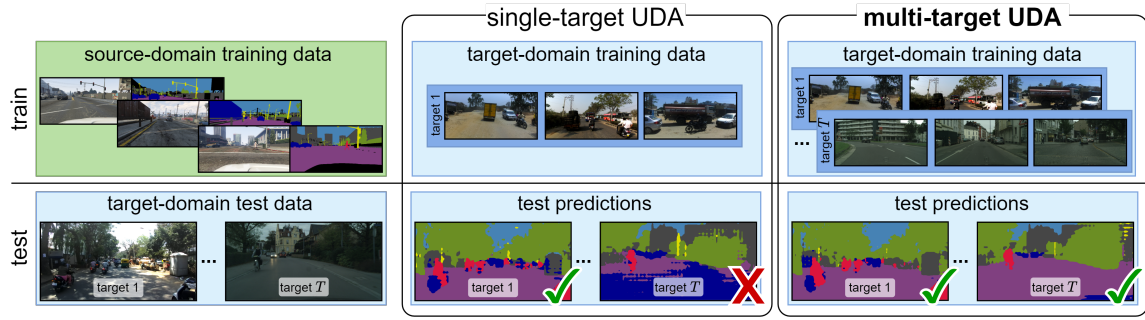 single-target UDA
multi-target UDA
train
source-domain training data
target-domain training data
target 1
target-domain training data
target 1
target T
...
test
target-domain test data
target 1
...
target T
test predictions
target 1
...
target T
test predictions
target 1
...
target T